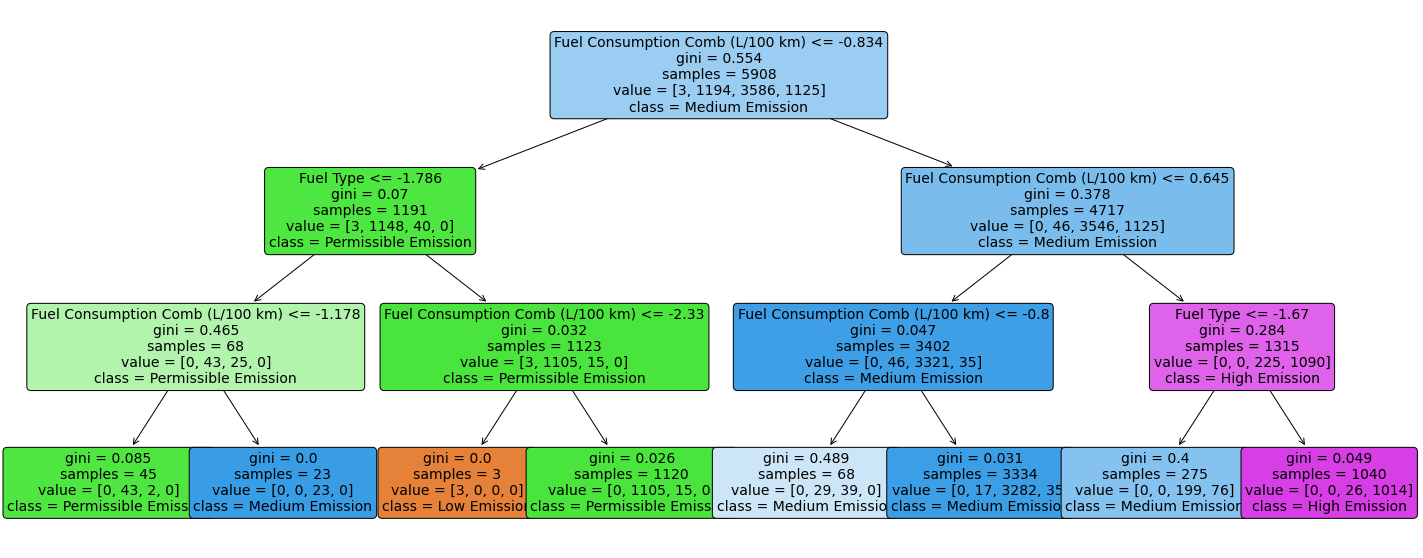 Fuel Consumption Comb (L/100 km) <= -0.834
gini = 0.554
samples = 5908
value = [3, 1194, 3586, 1125]
class = Medium Emission
Fuel Type <= -1.786
gini = 0.07
samples = 1191
value = [3, 1148, 40, 0]
class = Permissible Emission
Fuel Consumption Comb (L/100 km) <= 0.645
gini = 0.378
samples = 4717
value = [0, 46, 3546, 1125]
class = Medium Emission
Fuel Consumption Comb (L/100 km) <= -1.178
gini = 0.465
samples = 68
value = [0, 43, 25, 0]
class = Permissible Emission
Fuel Consumption Comb (L/100 km) <= -2.33
gini = 0.032
samples = 1123
value = [3, 1105, 15, 0]
class = Permissible Emission
Fuel Consumption Comb (L/100 km) <= -0.8
gini = 0.047
samples = 3402
value = [0, 46, 3321, 35]
class = Medium Emission
Fuel Type <= -1.67
gini = 0.284
samples = 1315
value = [0, 0, 225, 1090]
class = High Emission
gini = 0.085
samples = 45
value = [0, 43, 2, 0]
class = Permissible Emiss
gini = 0.0
samples = 23
value = [0, 0, 23, 0]
class = Medium Emission
gini = 0.0
samples = 3
value = [3, 0, 0, 0]
class = Low Emission
gini = 0.026
samples = 1120
value = [0, 1105, 15, 0
class = Permissible Emiss
gini = 0.489
samples = 68
value = [0, 29, 39, 0]
class = Medium Emissio
gini = 0.031
samples = 3334
value = [0, 17, 3282, 35
class = Medium Emissio
gini = 0.4
samples = 275
value = [0, 0, 199, 76]
class = Medium Emission
gini = 0.049
samples = 1040
value = [0, 0, 26, 1014]
class = High Emission